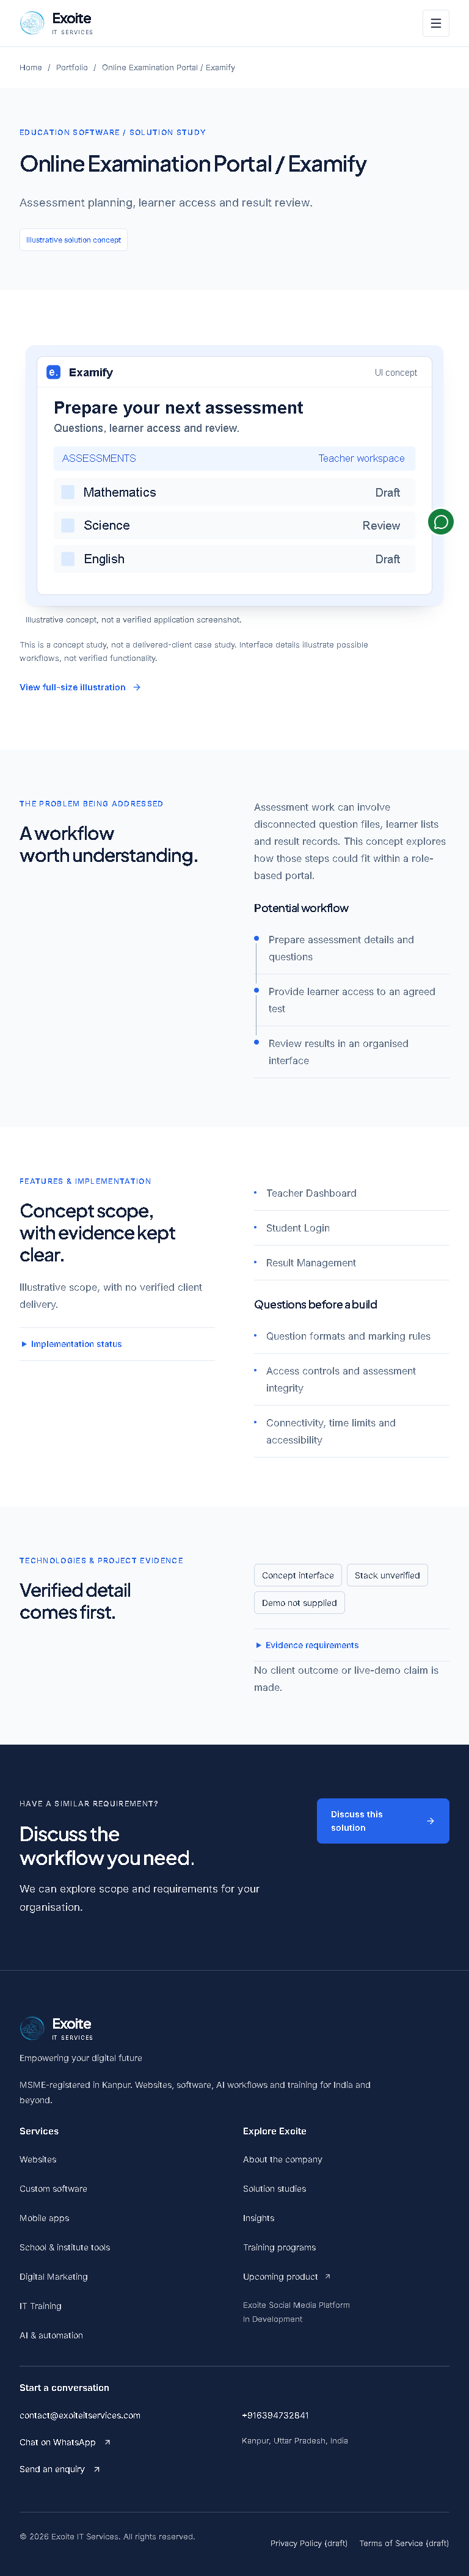 Exoite
IT SERVICES
Home / Portfolio / Online Examination Portal / Examify
EDUCATION SOFTWARE / SOLUTION STUDY
Online Examination Portal / Examify
Assessment planning, learner access and result review.
Illustrative solution concept
e. Examify UI concept
Prepare your next assessment
Questions, learner access and review.
ASSESSMENTS Teacher workspace
Mathematics Draft
Science Review
English Draft
Illustrative concept, not a verified application screenshot.
This is a concept study, not a delivered-client case study. Interface details illustrate possible
workflows, not verified functionality.
View full-size illustration →
THE PROBLEM BEING ADDRESSED
A workflow
worth understanding.
Assessment work can involve
disconnected question files, learner lists
and result records. This concept explores
how those steps could fit within a role-
based portal.
Potential workflow
Prepare assessment details and
questions
Provide learner access to an agreed
test
Review results in an organised
interface
FEATURES & IMPLEMENTATION
Concept scope,
with evidence kept
clear.
Illustrative scope, with no verified client
delivery.
▶ Implementation status
• Teacher Dashboard
• Student Login
• Result Management
Questions before a build
• Question formats and marking rules
• Access controls and assessment
integrity
• Connectivity, time limits and
accessibility
TECHNOLOGIES & PROJECT EVIDENCE
Verified detail
comes first.
Concept interface Stack unverified
Demo not supplied
▶ Evidence requirements
No client outcome or live-demo claim is
made.
HAVE A SIMILAR REQUIREMENT?
Discuss the
workflow you need.
We can explore scope and requirements for your
organisation.
Discuss this
solution →
Exoite
IT SERVICES
Empowering your digital future
MSME-registered in Kanpur. Websites, software, AI workflows and training for India and
beyond.
Services
Websites
Custom software
Mobile apps
School & institute tools
Digital Marketing
IT Training
AI & automation
Explore Exoite
About the company
Solution studies
Insights
Training programs
Upcoming product ↗
Exoite Social Media Platform
In Development
Start a conversation
contact@exoiteitservices.com
Chat on WhatsApp ↗
Send an enquiry ↗
+916394732841
Kanpur, Uttar Pradesh, India
© 2026 Exoite IT Services. All rights reserved.
Privacy Policy (draft) Terms of Service (draft)